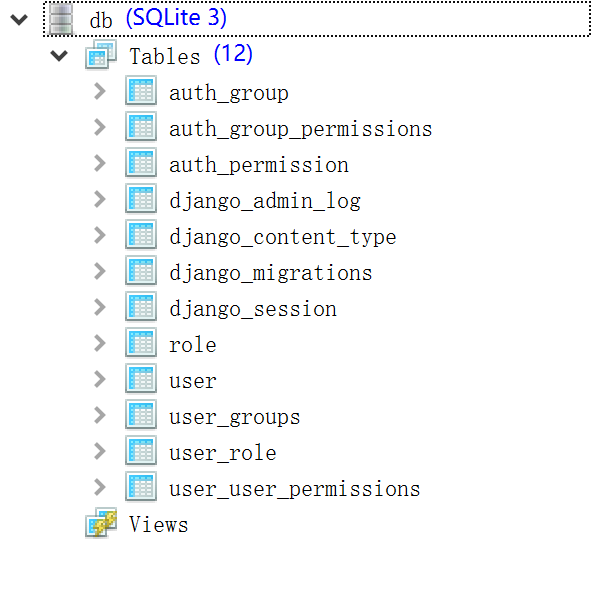 db (SQLite 3)
Tables (12)
auth_group
auth_group_permissions
auth_permission
django_admin_log
django_content_type
django_migrations
django_session
role
user
user_groups
user_role
user_user_permissions
Views